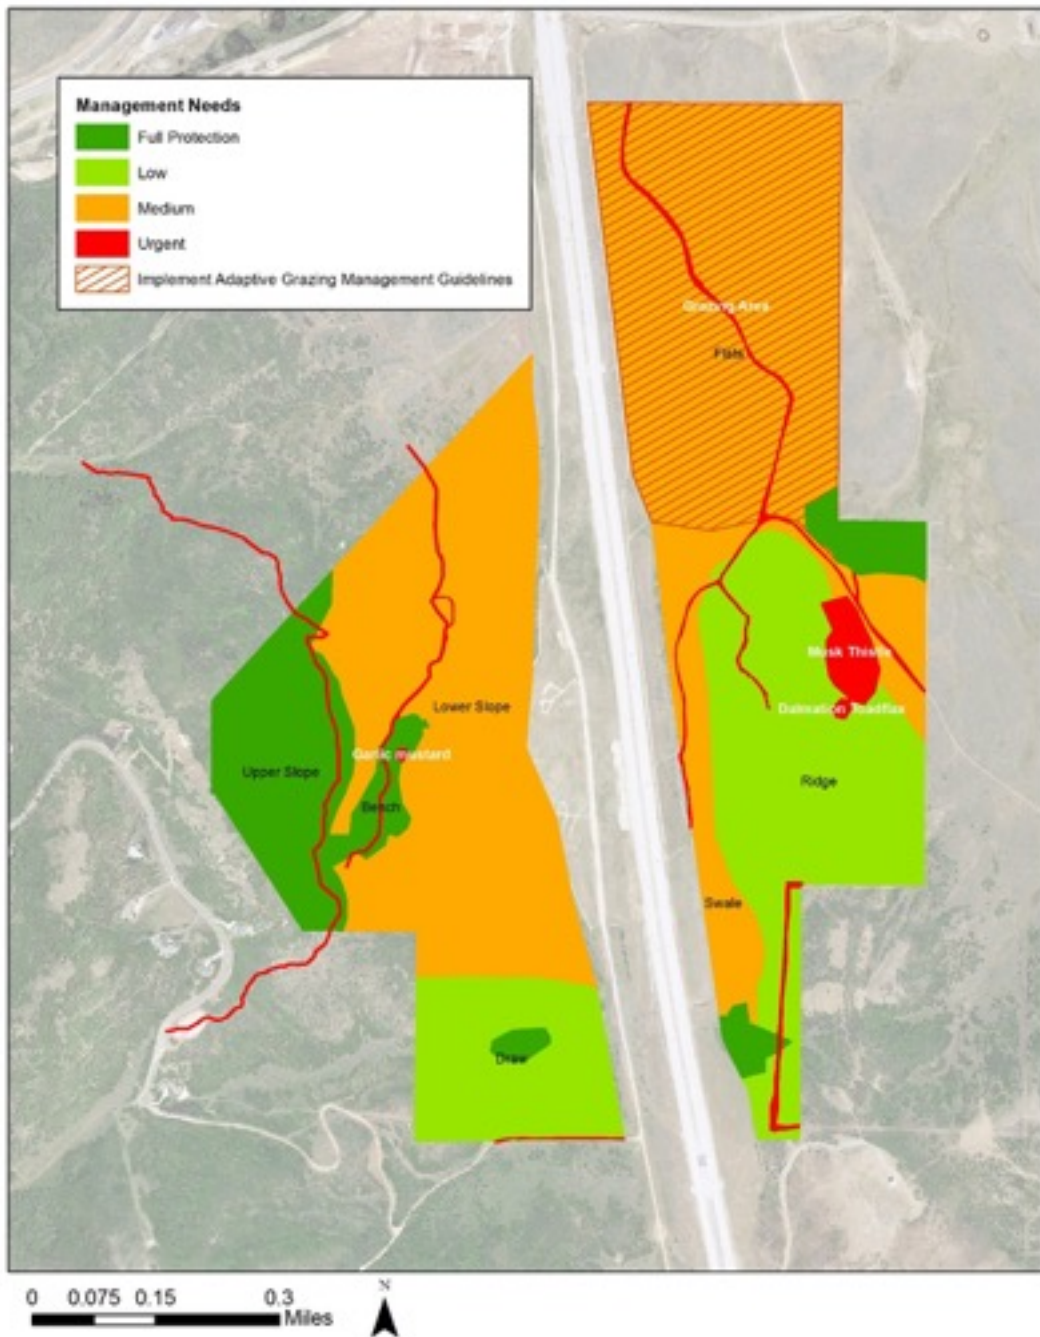 Management Needs
Full Protection
Low
Medium
Urgent
Implement Adaptive Grazing Management Guidelines
Grazing Area
Flats
Musk Thistle
Lower Slope
Dalmation Toadflax
Garlic mustard
Upper Slope
Ridge
Bench
Swale
Draw
N
0 0.075 0.15 0.3
Miles